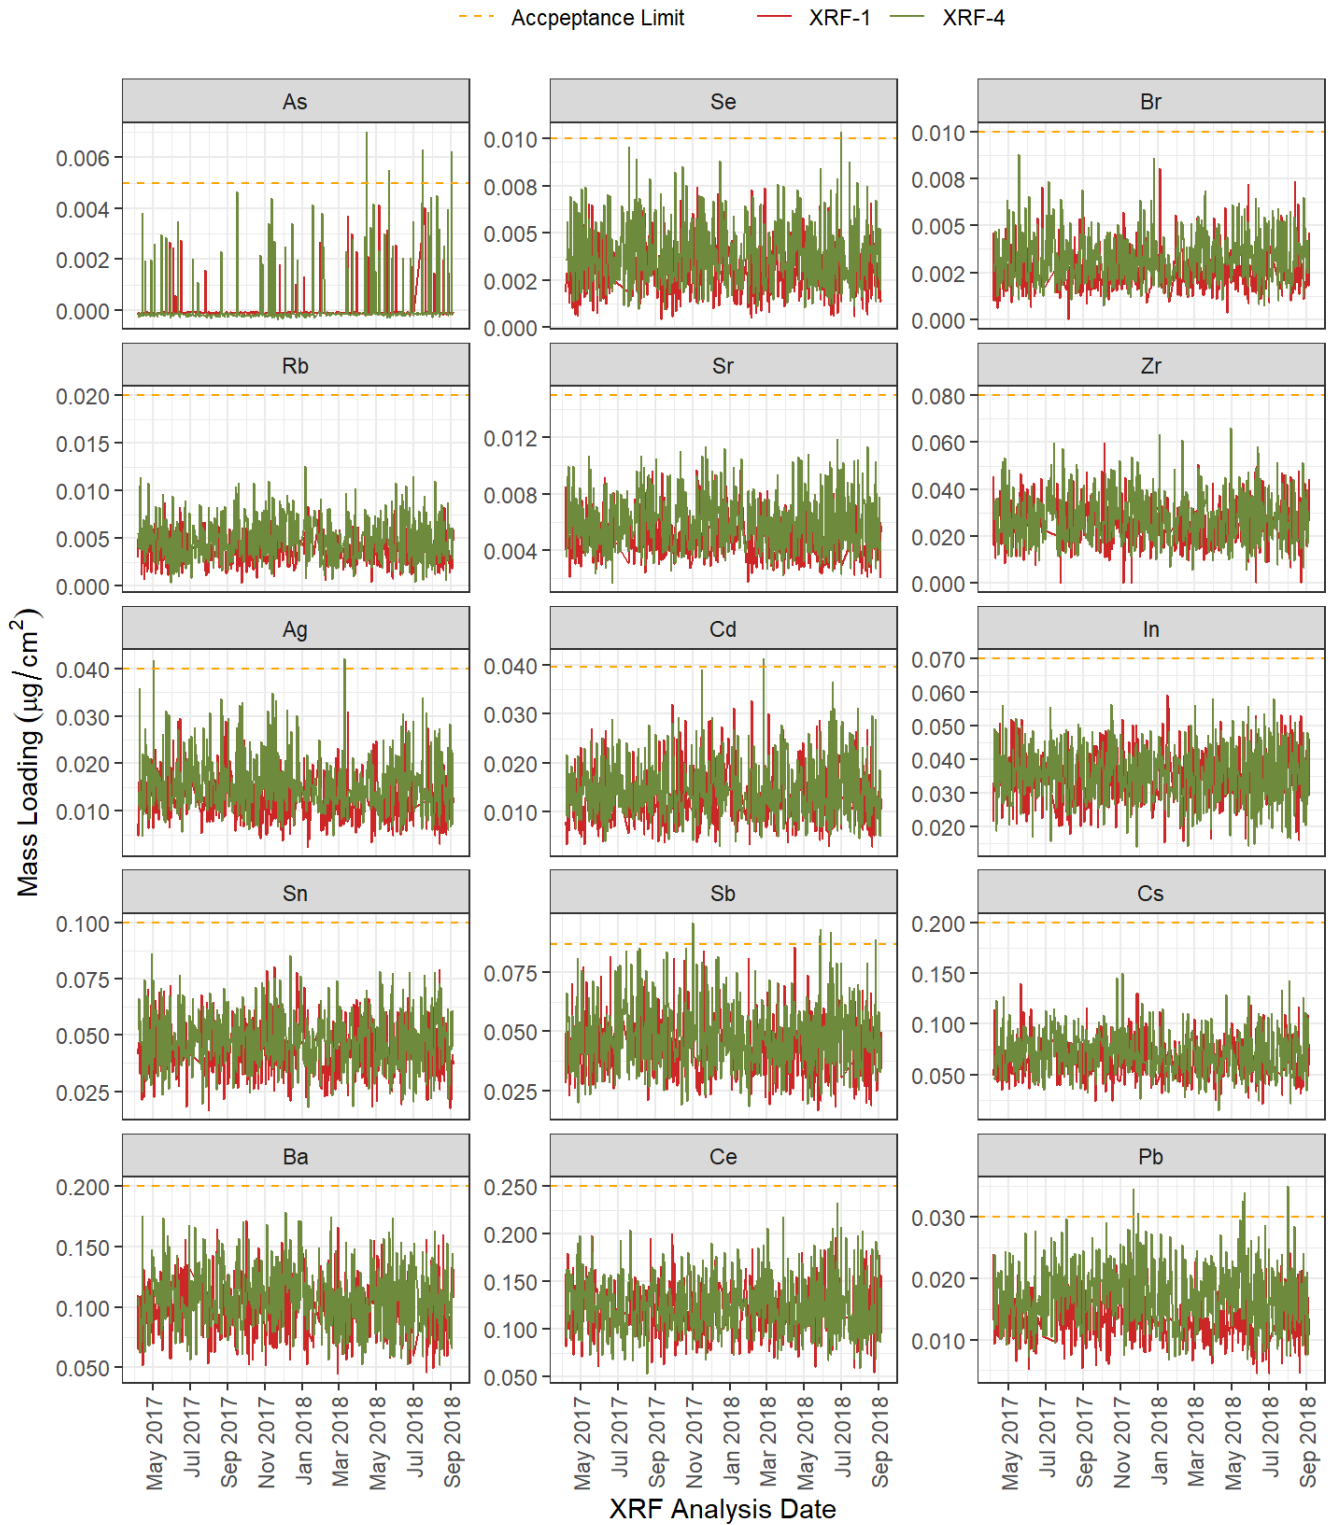 Accpeptance Limit XRF-1 XRF-4
As Se Br
0.006 0.004 0.002 0.000
0.010 0.008 0.005 0.002 0.000
0.010 0.008 0.005 0.002 0.000
Rb Sr Zr
0.020 0.015 0.010 0.005 0.000
0.012 0.008 0.004
0.080 0.060 0.040 0.020 0.000
Ag Cd In
0.040 0.030 0.020 0.010
0.040 0.030 0.020 0.010
0.070 0.060 0.050 0.040 0.030 0.020
Sn Sb Cs
0.100 0.075 0.050 0.025
0.075 0.050 0.025
0.200 0.150 0.100 0.050
Ba Ce Pb
0.200 0.150 0.100 0.050
0.250 0.200 0.150 0.100 0.050
0.030 0.020 0.010
May 2017 Jul 2017 Sep 2017 Nov 2017 Jan 2018 Mar 2018 May 2018 Jul 2018 Sep 2018
May 2017 Jul 2017 Sep 2017 Nov 2017 Jan 2018 Mar 2018 May 2018 Jul 2018 Sep 2018
May 2017 Jul 2017 Sep 2017 Nov 2017 Jan 2018 Mar 2018 May 2018 Jul 2018 Sep 2018
Mass Loading (μg/cm²)
XRF Analysis Date